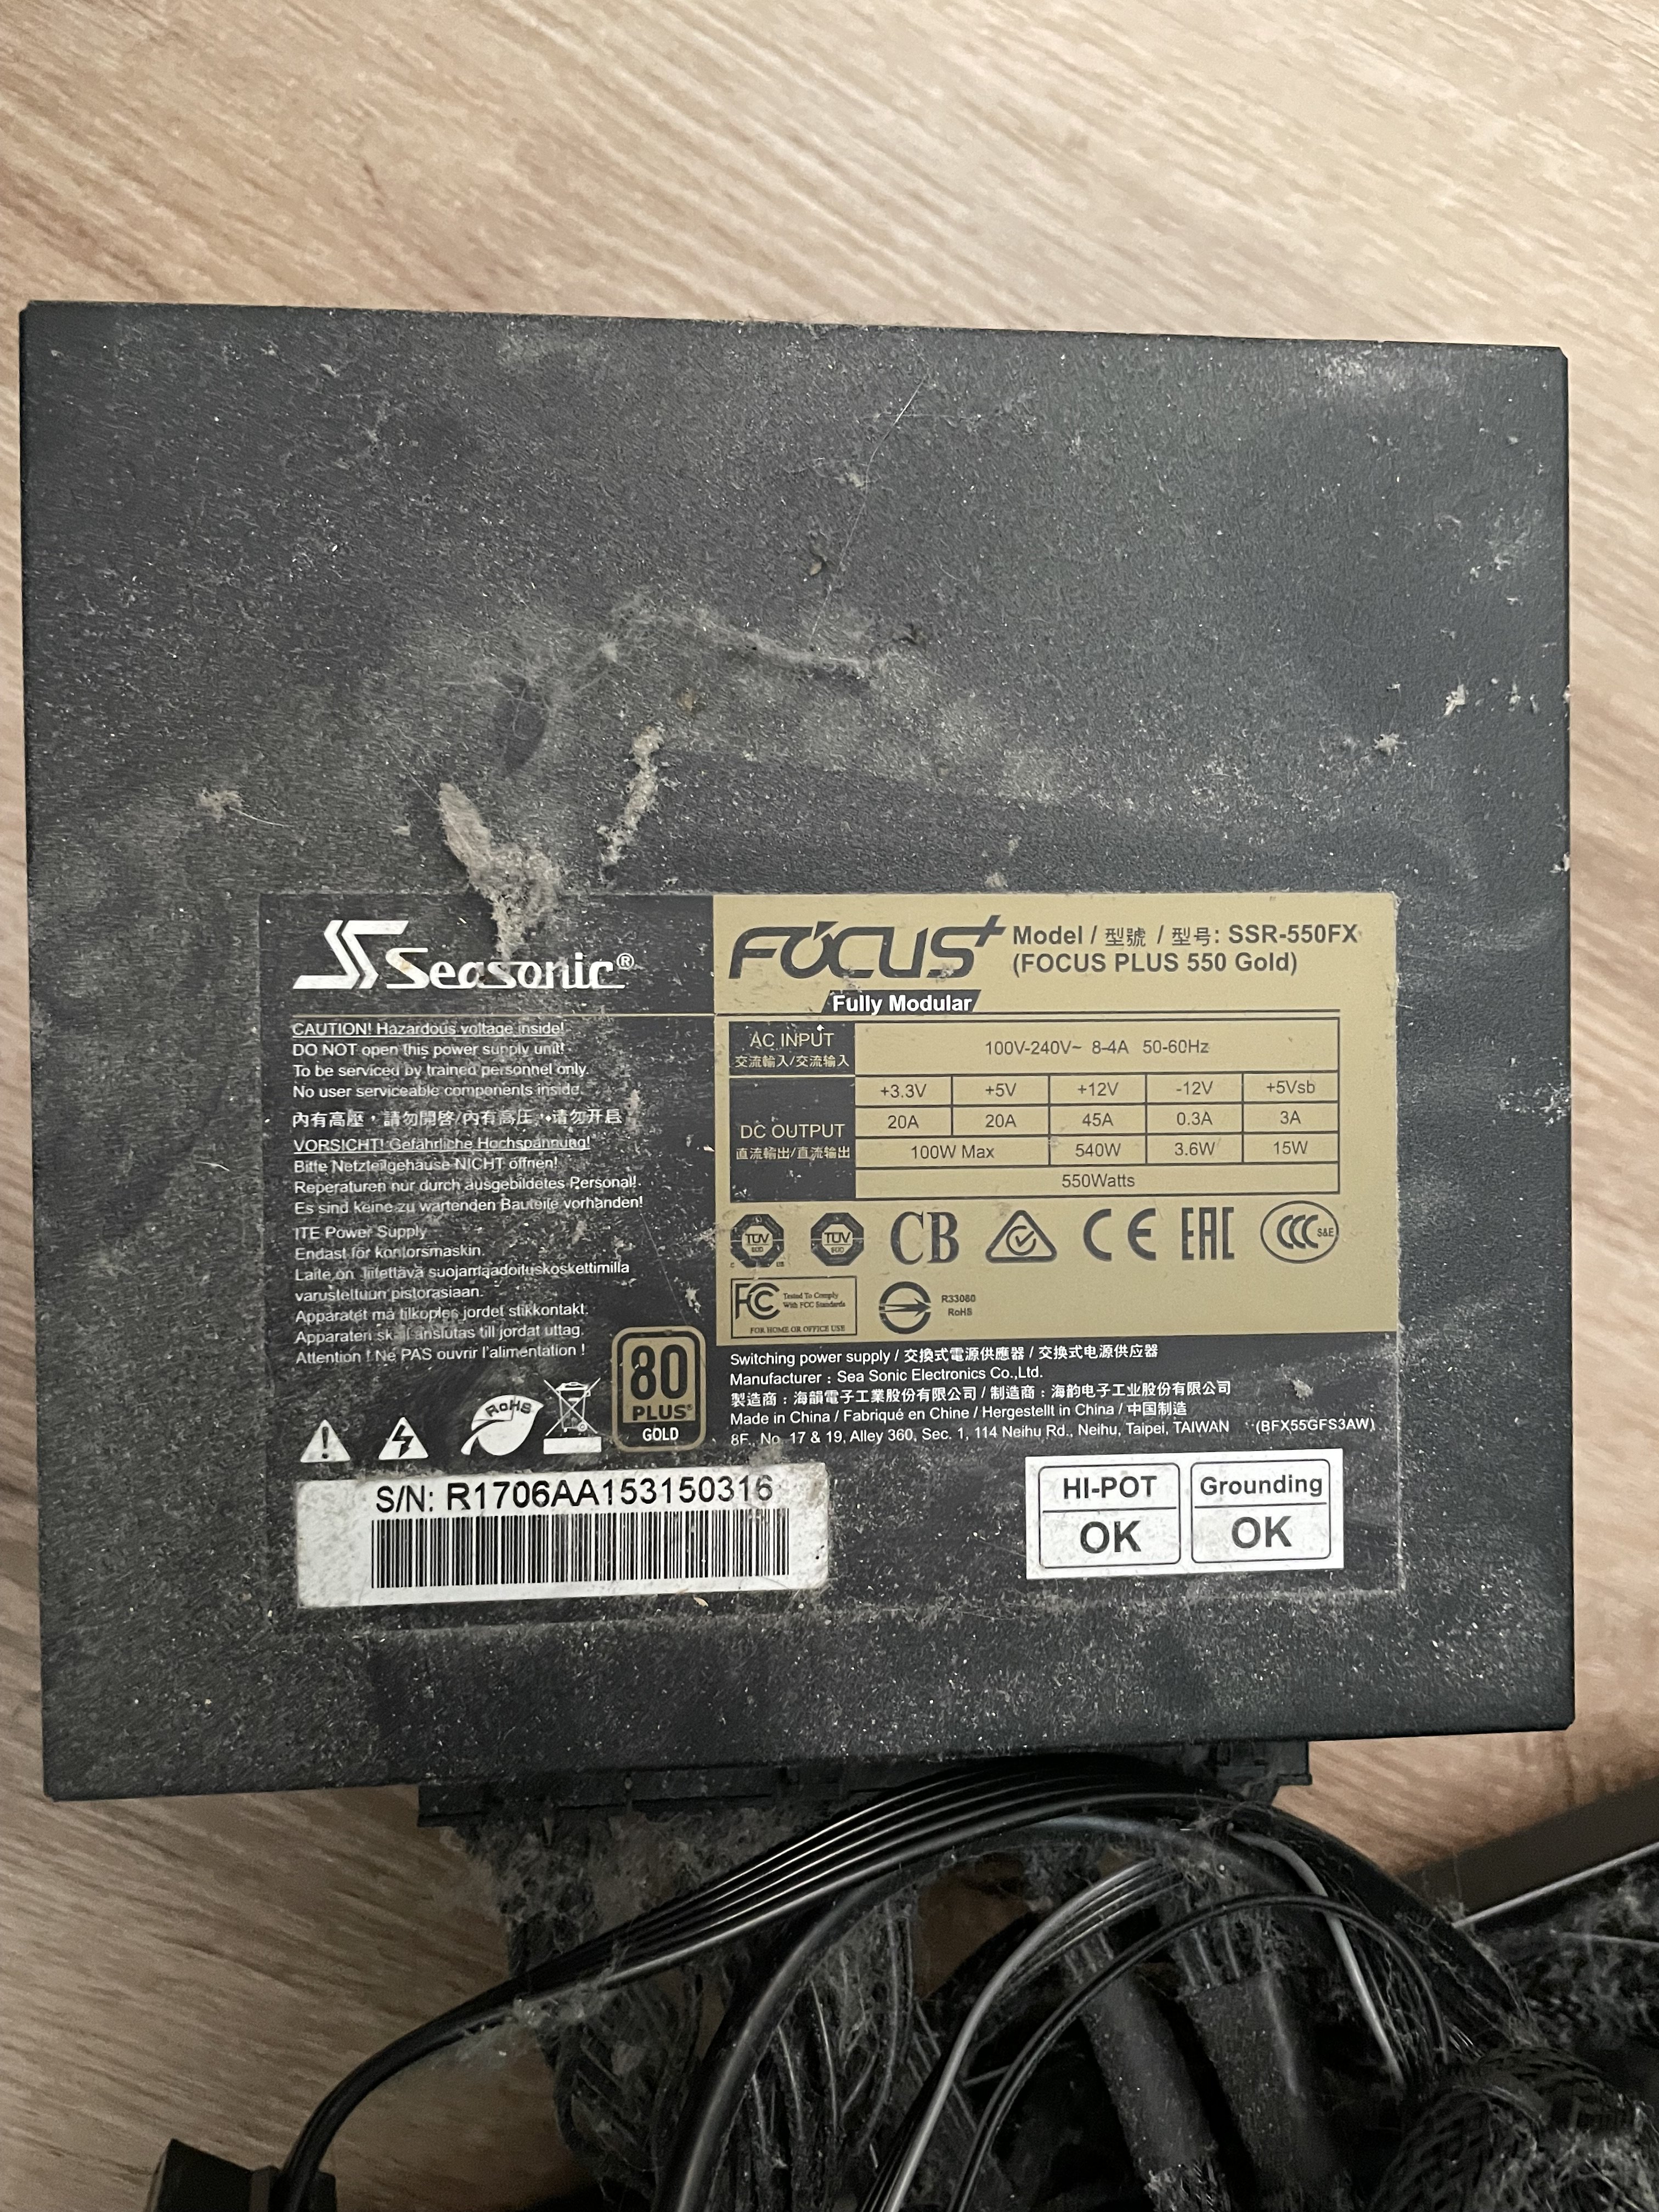 Seasonic®
CAUTION! Hazardous voltage inside!
DO NOT open this power supply unit!
To be serviced by trained personnel only.
No user serviceable components inside.
內有高壓，請勿開啓/内有高压，请勿开启
VORSICHT! Gefährliche Hochspannung!
Bitte Netzteilgehäuse NICHT öffnen!
Reperaturen nur durch ausgebildetes Personal!
Es sind keine zu wartenden Bauteile vorhanden!
ITE Power Supply
Endast för kontorsmaskin.
Laite on liitettävä suojamaadoituskoskettimilla
varustettuun pistorasiaan.
Apparatet må tilkoples jordet stikkontakt.
Apparaten skall anslutas till jordat uttag.
Attention ! Ne PAS ouvrir l'alimentation !
RoHS
80
PLUS®
GOLD
S/N: R1706AA153150316
FOCUS+
Fully Modular
Model / 型號 / 型号: SSR-550FX
(FOCUS PLUS 550 Gold)
AC INPUT
交流輸入/交流输入
100V-240V~ 8-4A 50-60Hz
DC OUTPUT
直流輸出/直流输出
+3.3V +5V +12V -12V +5Vsb
20A 20A 45A 0.3A 3A
100W Max 540W 3.6W 15W
550Watts
TÜV TÜV CB CE EAC CCC S&E
FC Tested To Comply
With FCC Standards
FOR HOME OR OFFICE USE
R33080
RoHS
Switching power supply / 交換式電源供應器 / 交换式电源供应器
Manufacturer : Sea Sonic Electronics Co.,Ltd.
製造商 : 海韻電子工業股份有限公司 / 制造商 : 海韵电子工业股份有限公司
Made in China / Fabriqué en Chine / Hergestellt in China / 中国制造
8F., No. 17 & 19, Alley 360, Sec. 1, 114 Neihu Rd., Neihu, Taipei, TAIWAN (BFX55GFS3AW)
HI-POT
OK
Grounding
OK